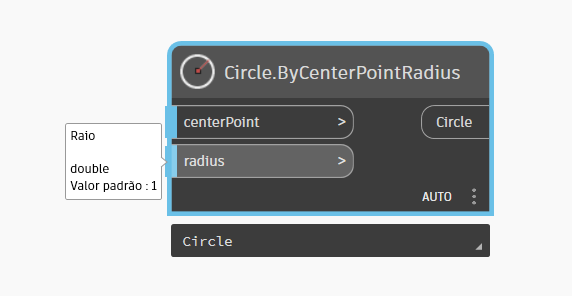 Circle.ByCenterPointRadius
centerPoint >
Circle
Raio
double
Valor padrão : 1
radius >
AUTO
Circle